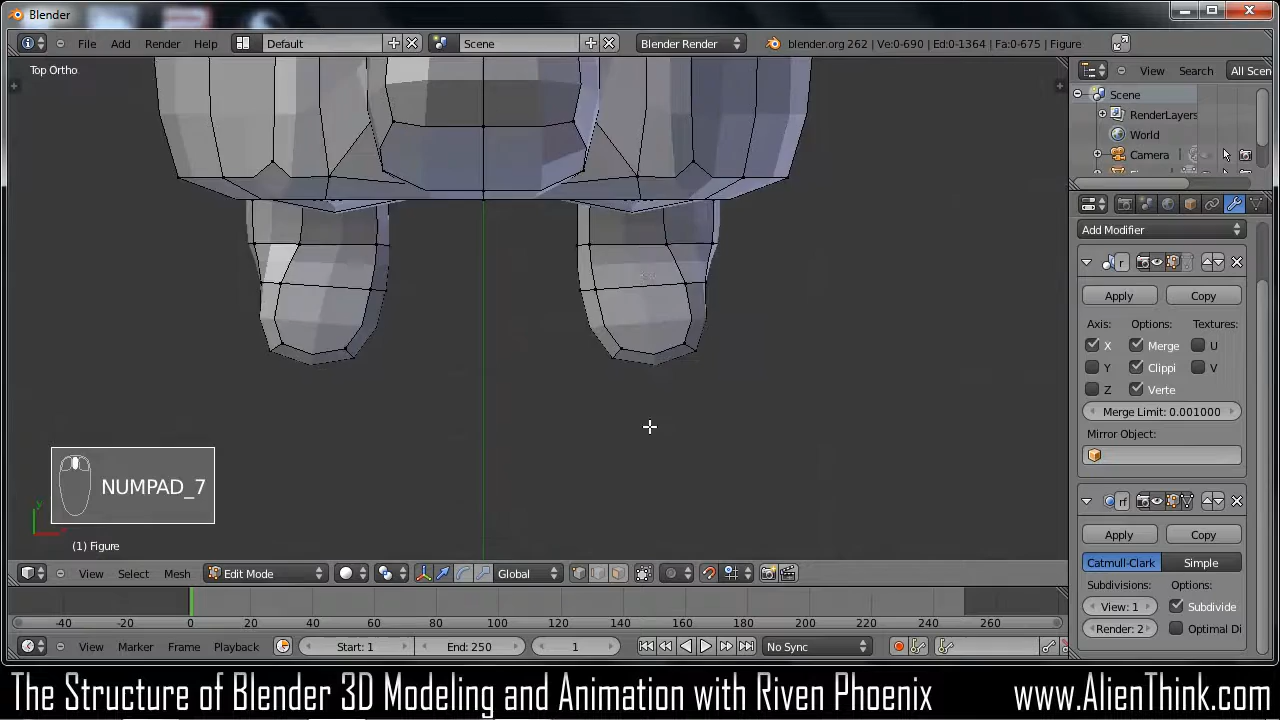 Blender
File Add Render Help Default Scene Blender Render blender.org 262 | Ve:0-690 | Ed:0-1364 | Fa:0-675 | Figure
Top Ortho
View Search All Scen
Scene
RenderLayers
World
Camera
Add Modifier
r
Apply Copy
Axis: Options: Textures:
X Merge U
Y Clippi V
Z Verte
Merge Limit: 0.001000
Mirror Object:
rf
Apply Copy
Catmull-Clark Simple
Subdivisions: Options:
View: 1 Subdivide
Render: 2 Optimal Di
NUMPAD_7
y
(1) Figure
View Select Mesh Edit Mode Global
-40 -20 0 20 40 60 80 100 120 140 160 180 200 220 240 260
View Marker Frame Playback Start: 1 End: 250 1 No Sync
The Structure of Blender 3D Modeling and Animation with Riven Phoenix www.AlienThink.com